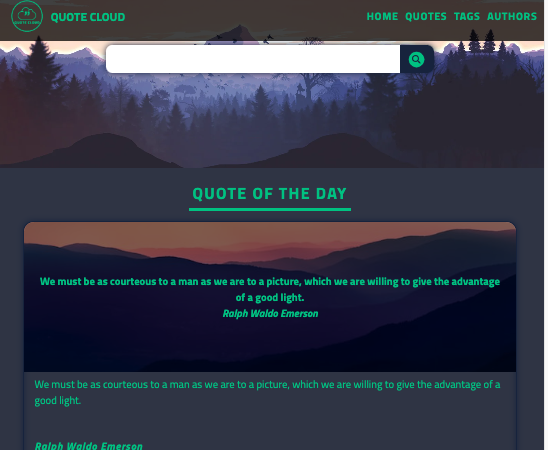 QUOTE CLOUD
HOME QUOTES TAGS AUTHORS
QUOTE OF THE DAY
We must be as courteous to a man as we are to a picture, which we are willing to give the advantage
of a good light.
Ralph Waldo Emerson
We must be as courteous to a man as we are to a picture, which we are willing to give the advantage of a
good light.
Ralph Waldo Emerson